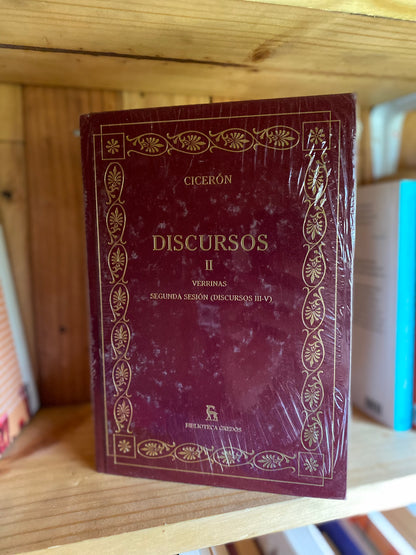 CICERÓN
DISCURSOS
II
VERRINAS
SEGUNDA SESIÓN (DISCURSOS III-V)
BIBLIOTECA GREDOS